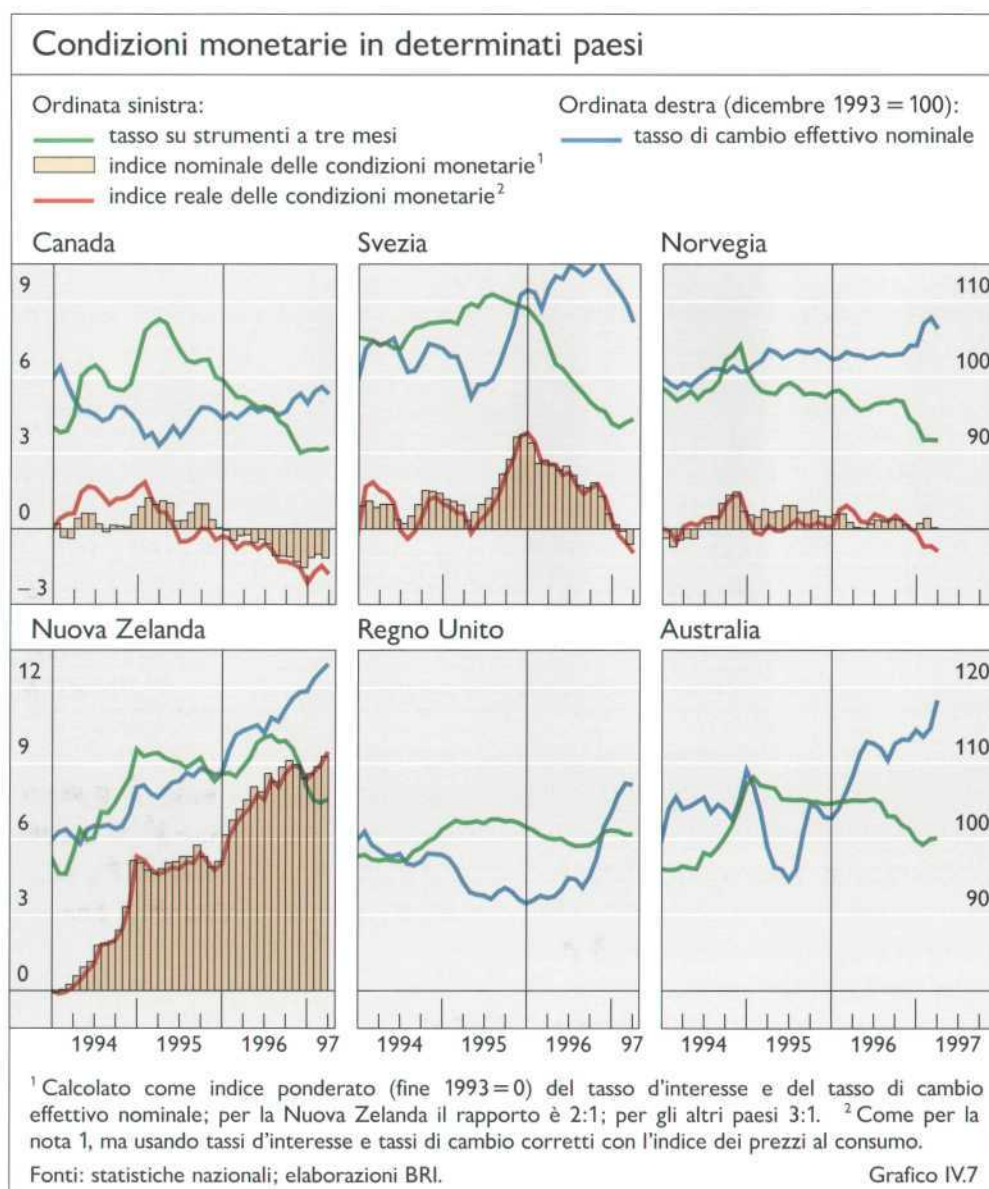 Condizioni monetarie in determinati paesi
Ordinata sinistra:
tasso su strumenti a tre mesi
indice nominale delle condizioni monetarie¹
indice reale delle condizioni monetarie²
Ordinata destra (dicembre 1993 = 100):
tasso di cambio effettivo nominale
Canada
Svezia
Norvegia
9
6
3
0
–3
110
100
90
Nuova Zelanda
Regno Unito
Australia
12
9
6
3
0
120
110
100
90
1994 1995 1996 97
1994 1995 1996 97
1994 1995 1996 1997
¹ Calcolato come indice ponderato (fine 1993 = 0) del tasso d'interesse e del tasso di cambio
effettivo nominale; per la Nuova Zelanda il rapporto è 2:1; per gli altri paesi 3:1. ² Come per la
nota 1, ma usando tassi d'interesse e tassi di cambio corretti con l'indice dei prezzi al consumo.
Fonti: statistiche nazionali; elaborazioni BRI.
Grafico IV.7